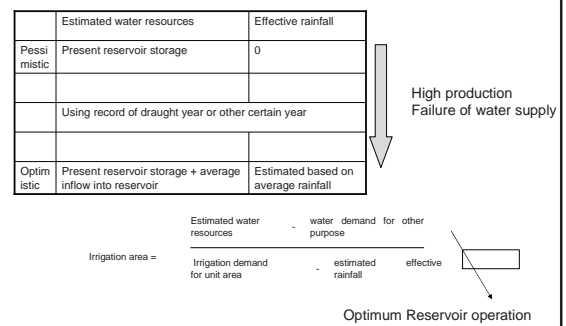 Estimated water resources Effective rainfall
Pessi Present reservoir storage 0
mistic
Using record of draught year or other certain year
Optim Present reservoir storage + average Estimated based on
istic inflow into reservoir average rainfall
High production
Failure of water supply
Estimated water - water demand for other
resources purpose
Irrigation area =
Irrigation demand - estimated effective
for unit area rainfall
Optimum Reservoir operation